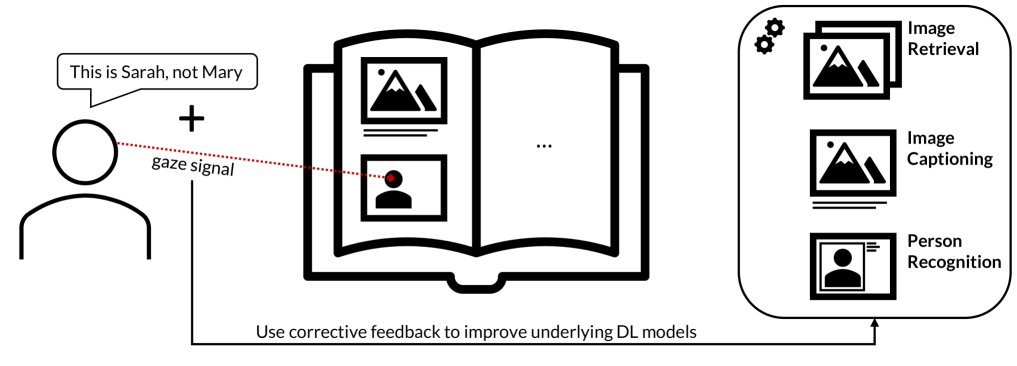 This is Sarah, not Mary
+
gaze signal
...
Image
Retrieval
Image
Captioning
Person
Recognition
Use corrective feedback to improve underlying DL models